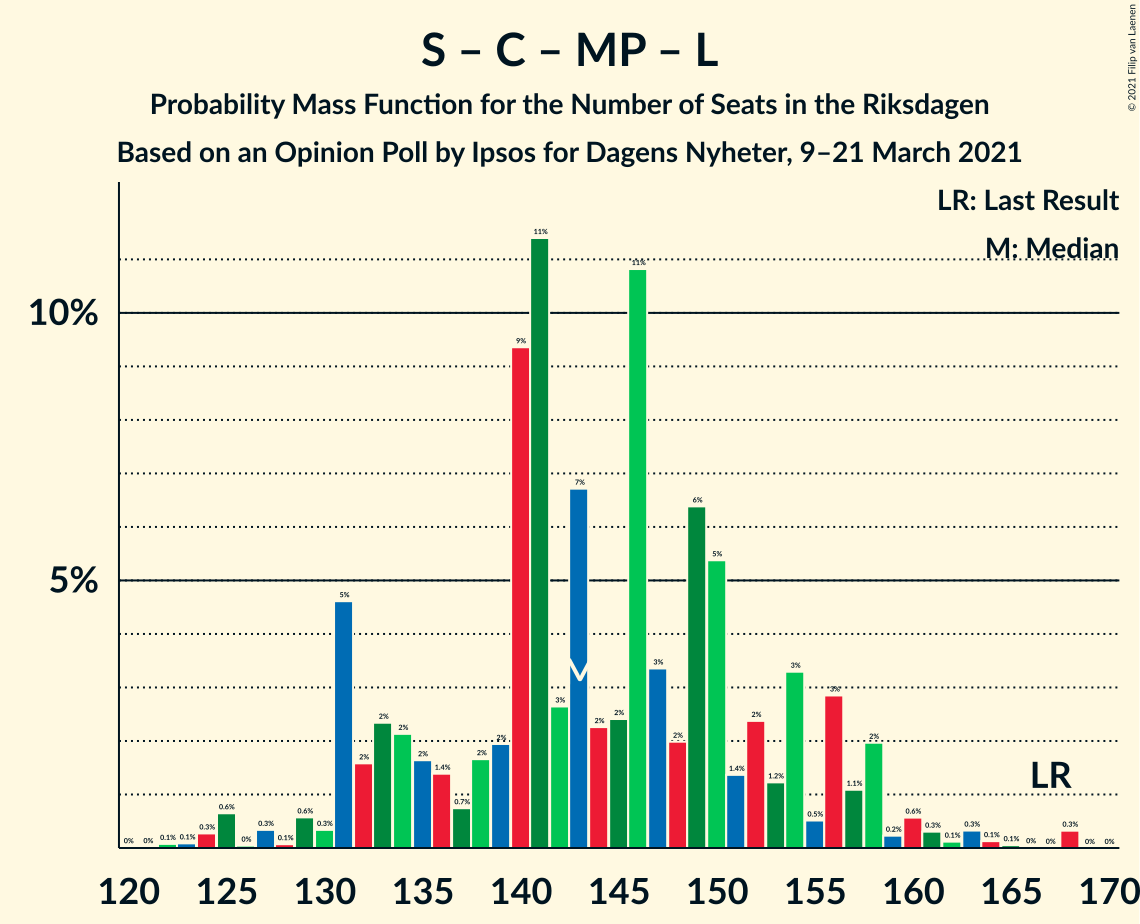 S – C – MP – L
Probability Mass Function for the Number of Seats in the Riksdagen
Based on an Opinion Poll by Ipsos for Dagens Nyheter, 9–21 March 2021
© 2021 Filip van Laenen
LR: Last Result
M: Median
10%
5%
0% 0% 0.1% 0.1% 0.3% 0.6% 0% 0.3% 0.1% 0.6% 0.3% 5% 2% 2% 2% 2% 1.4% 0.7% 2% 2% 9% 11% 3% 7% 2% 2% 11% 3% 2% 6% 5% 1.4% 2% 1.2% 3% 0.5% 3% 1.1% 2% 0.2% 0.6% 0.3% 0.1% 0.3% 0.1% 0.1% 0% 0% 0.3% 0% 0%
M
LR
120 125 130 135 140 145 150 155 160 165 170